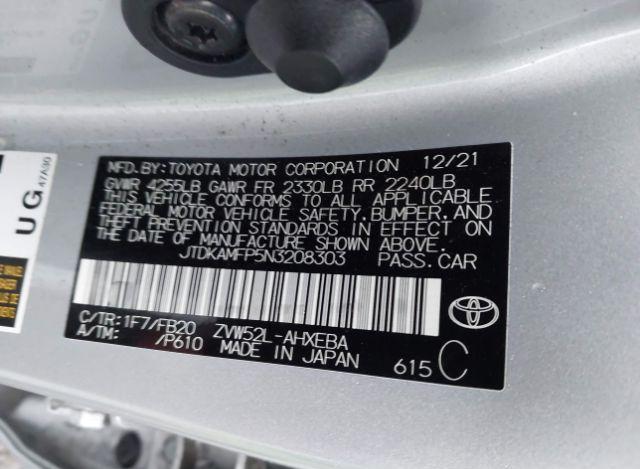 MFD.BY:TOYOTA MOTOR CORPORATION 12/21
GVWR 4255LB GAWR FR 2330LB RR 2240LB
THIS VEHICLE CONFORMS TO ALL APPLICABLE
FEDERAL MOTOR VEHICLE SAFETY, BUMPER, AND
THEFT PREVENTION STANDARDS IN EFFECT ON
THE DATE OF MANUFACTURE SHOWN ABOVE.
JTDKAMFP5N3208303 PASS.CAR
C/TR:1F7/FB20 ZVW52L-AHXEBA
A/TM: /P610 MADE IN JAPAN
615 C
UG 47A90